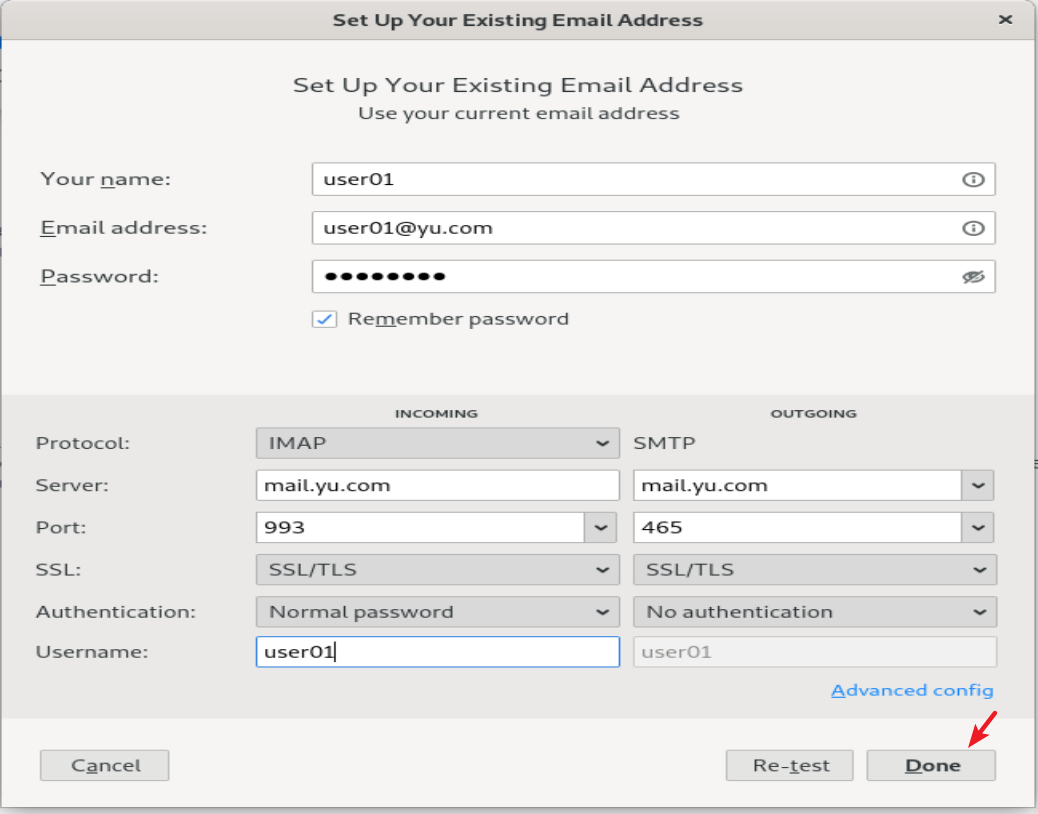 Set Up Your Existing Email Address
Set Up Your Existing Email Address
Use your current email address
Your name: user01
Email address: user01@yu.com
Password: ●●●●●●●●
Remember password
INCOMING OUTGOING
Protocol: IMAP SMTP
Server: mail.yu.com mail.yu.com
Port: 993 465
SSL: SSL/TLS SSL/TLS
Authentication: Normal password No authentication
Username: user01 user01
Advanced config
Cancel Re-test Done